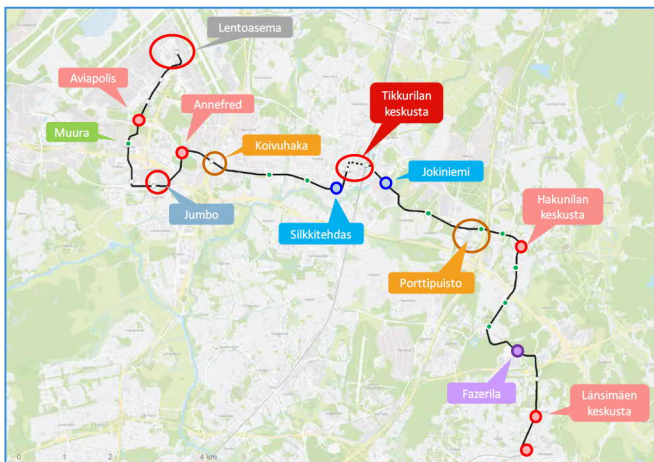 Lentoasema
Aviapolis
Annefred
Tikkurilan
keskusta
Muura
Koivuhaka
Jokiniemi
Hakunilan
keskusta
Jumbo
Silkkitehdas
Porttipuisto
Fazerila
Länsimäen
keskusta
0 1 2 4 km